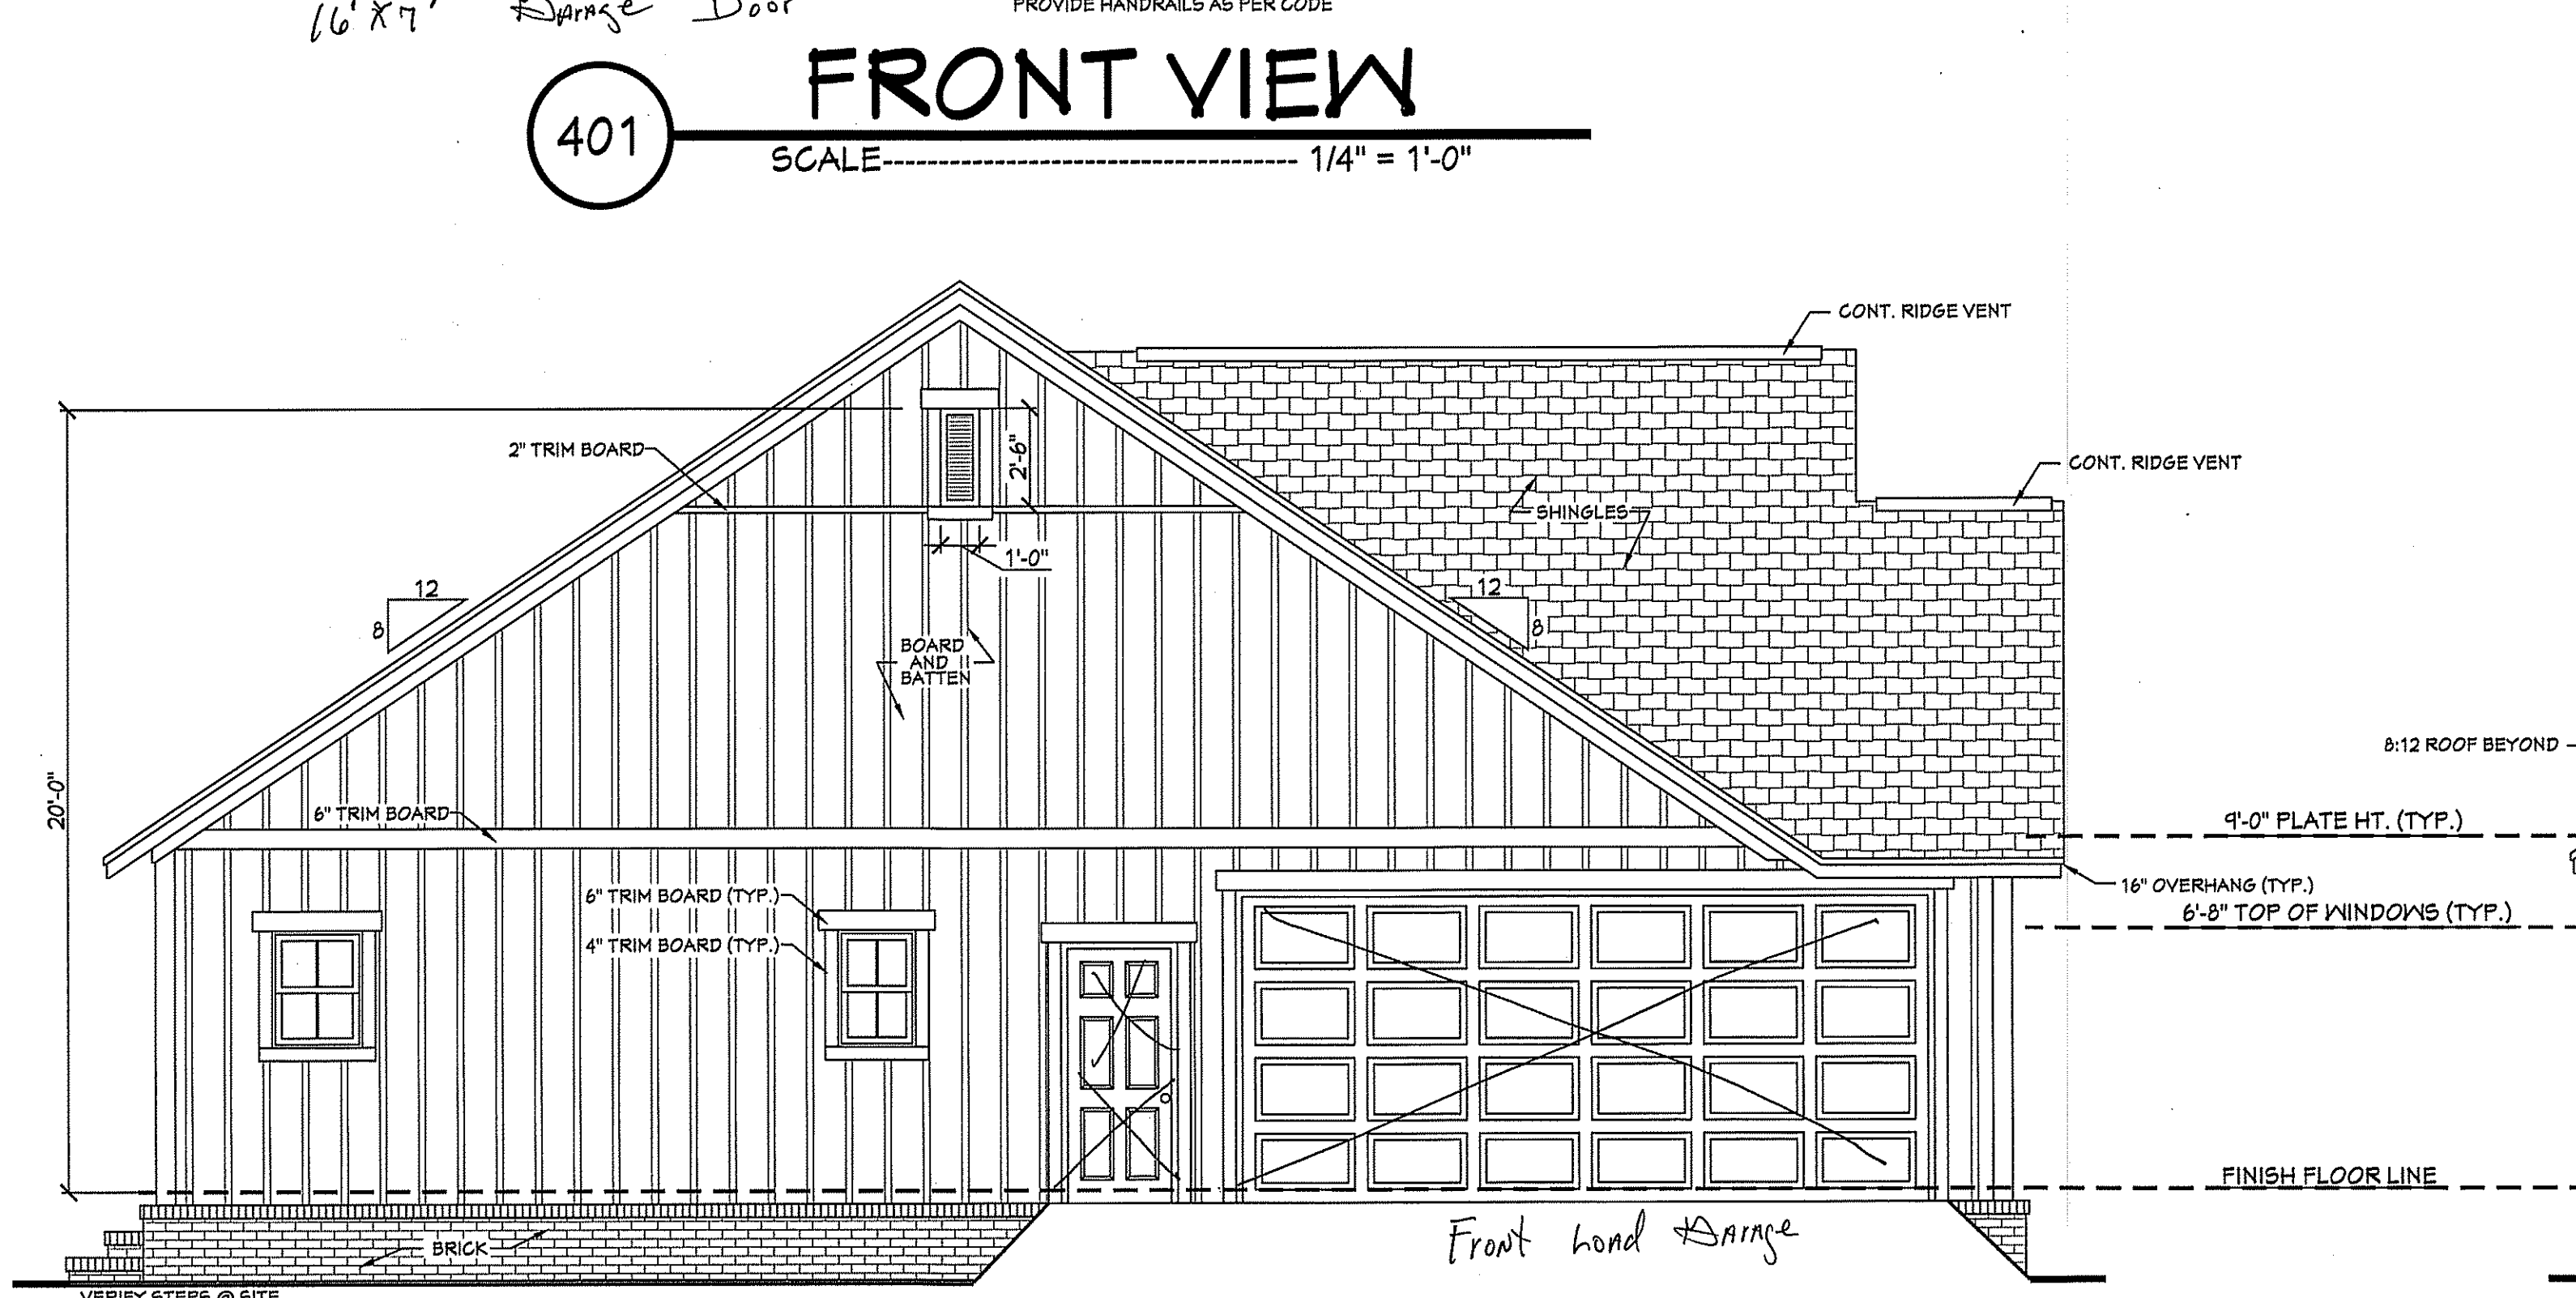 16' x 7' Garage Door
PROVIDE HANDRAILS AS PER CODE
FRONT VIEW
401
SCALE------------------------------------- 1/4" = 1'-0"
CONT. RIDGE VENT
2" TRIM BOARD
2'-6"
CONT. RIDGE VENT
SHINGLES
1'-0"
12
8
12
8
BOARD
AND
BATTEN
8:12 ROOF BEYOND
20'-0"
6" TRIM BOARD
9'-0" PLATE HT. (TYP.)
6" TRIM BOARD (TYP.)
16" OVERHANG (TYP.)
6'-8" TOP OF WINDOWS (TYP.)
4" TRIM BOARD (TYP.)
FINISH FLOOR LINE
Front Load Garage
BRICK
VERIFY STEPS @ SITE